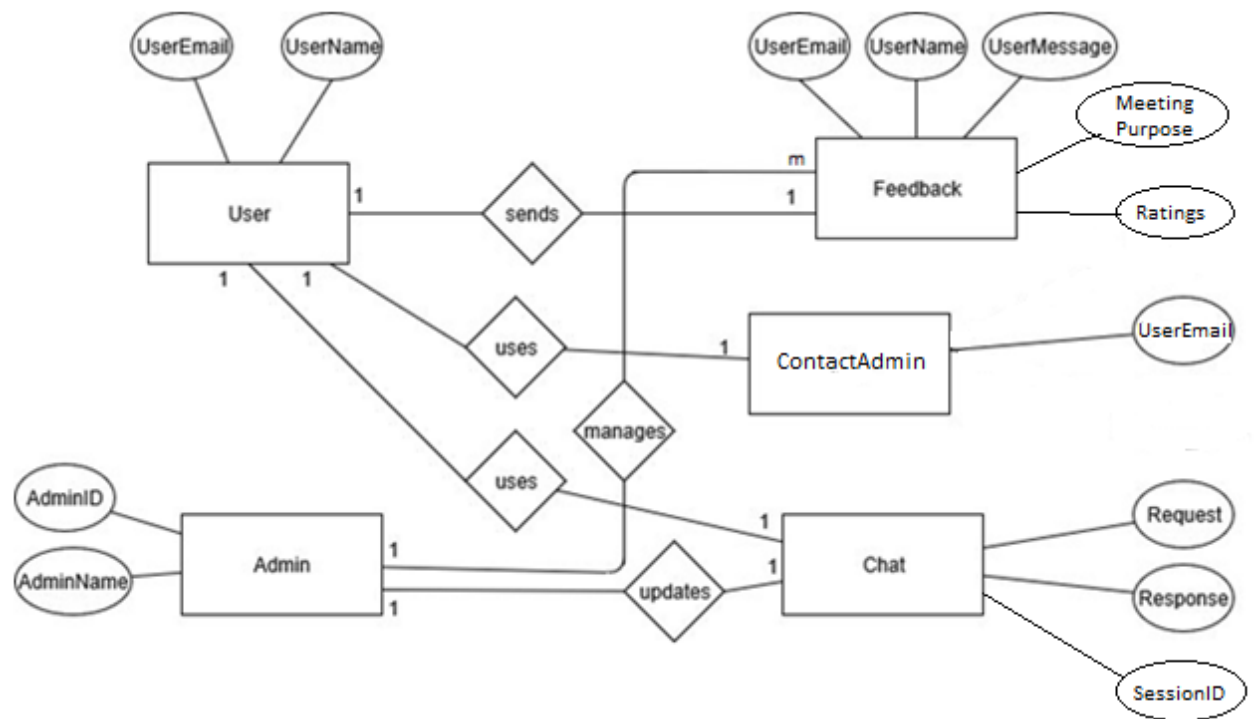 UserEmail
UserName
UserEmail
UserName
UserMessage
Meeting
Purpose
m
Feedback
User
1
sends
1
Ratings
1
1
uses
1
ContactAdmin
UserEmail
manages
uses
AdminID
1
Request
Admin
1
1
Chat
AdminName
updates
Response
1
SessionID